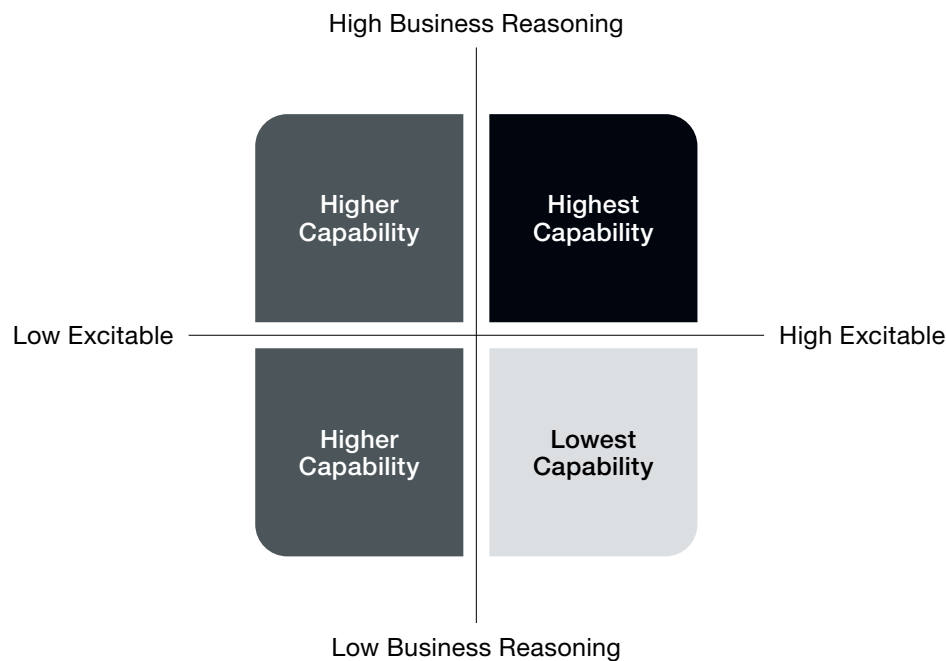 High Business Reasoning
Higher
Capability
Highest
Capability
Low Excitable
High Excitable
Higher
Capability
Lowest
Capability
Low Business Reasoning